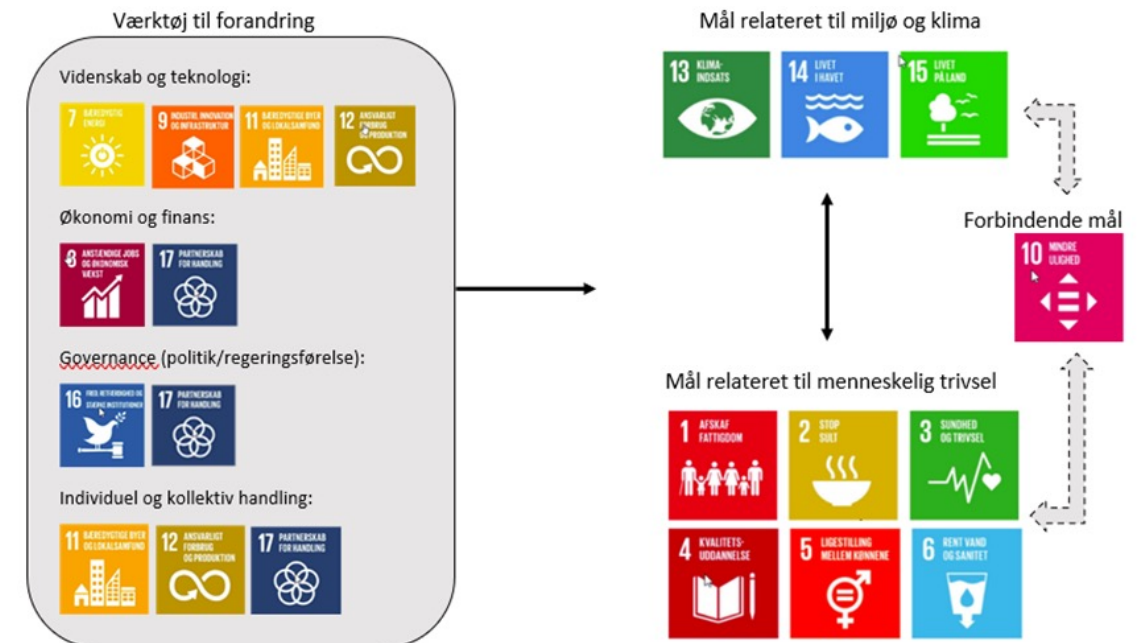 Værktøj til forandring
Videnskab og teknologi:
7 BÆREDYGTIG
ENERGI
9 INDUSTRI, INNOVATION
OG INFRASTRUKTUR
11 BÆREDYGTIGE BYER
OG LOKALSAMFUND
12 ANSVARLIGT
FORBRUG
OG PRODUKTION
Økonomi og finans:
8 ANSTÆNDIGE JOBS
OG ØKONOMISK
VÆKST
17 PARTNERSKAB
FOR HANDLING
Governance (politik/regeringsførelse):
16 FRED, RETFÆRDIGHED OG
STÆRKE INSTITUTIONER
17 PARTNERSKAB
FOR HANDLING
Individuel og kollektiv handling:
11 BÆREDYGTIGE BYER
OG LOKALSAMFUND
12 ANSVARLIGT
FORBRUG
OG PRODUKTION
17 PARTNERSKAB
FOR HANDLING
Mål relateret til miljø og klima
13 KLIMA-
INDSATS
14 LIVET
I HAVET
15 LIVET
PÅ LAND
Forbindende mål
10 MINDRE
ULIGHED
Mål relateret til menneskelig trivsel
1 AFSKAF
FATTIGDOM
2 STOP
SULT
3 SUNDHED
OG TRIVSEL
4 KVALITETS-
UDDANNELSE
5 LIGESTILLING
MELLEM KØNNENE
6 RENT VAND
OG SANITET